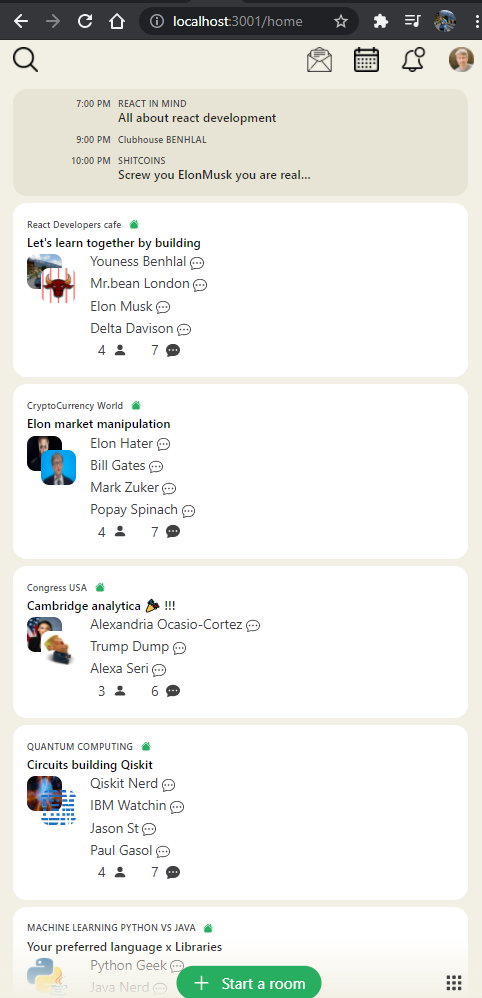 localhost:3001/home
7:00 PM REACT IN MIND
All about react development
9:00 PM Clubhouse BENHLAL
10:00 PM SHITCOINS
Screw you ElonMusk you are real...
React Developers cafe
Let's learn together by building
Youness Benhlal
Mr.bean London
Elon Musk
Delta Davison
4 7
CryptoCurrency World
Elon market manipulation
Elon Hater
Bill Gates
Mark Zuker
Popay Spinach
4 7
Congress USA
Cambridge analytica 🎉 !!!
Alexandria Ocasio-Cortez
Trump Dump
Alexa Seri
3 6
QUANTUM COMPUTING
Circuits building Qiskit
Qiskit Nerd
IBM Watchin
Jason St
Paul Gasol
4 7
MACHINE LEARNING PYTHON VS JAVA
Your preferred language x Libraries
Python Geek
Java Nerd
+ Start a room